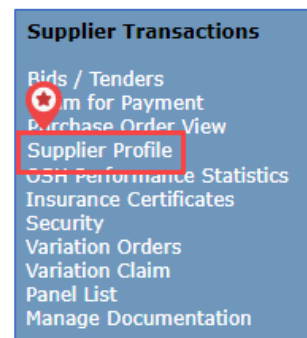 Supplier Transactions
Bids / Tenders
for Payment
Purchase Order View
Supplier Profile
OSH Performance Statistics
Insurance Certificates
Security
Variation Orders
Variation Claim
Panel List
Manage Documentation